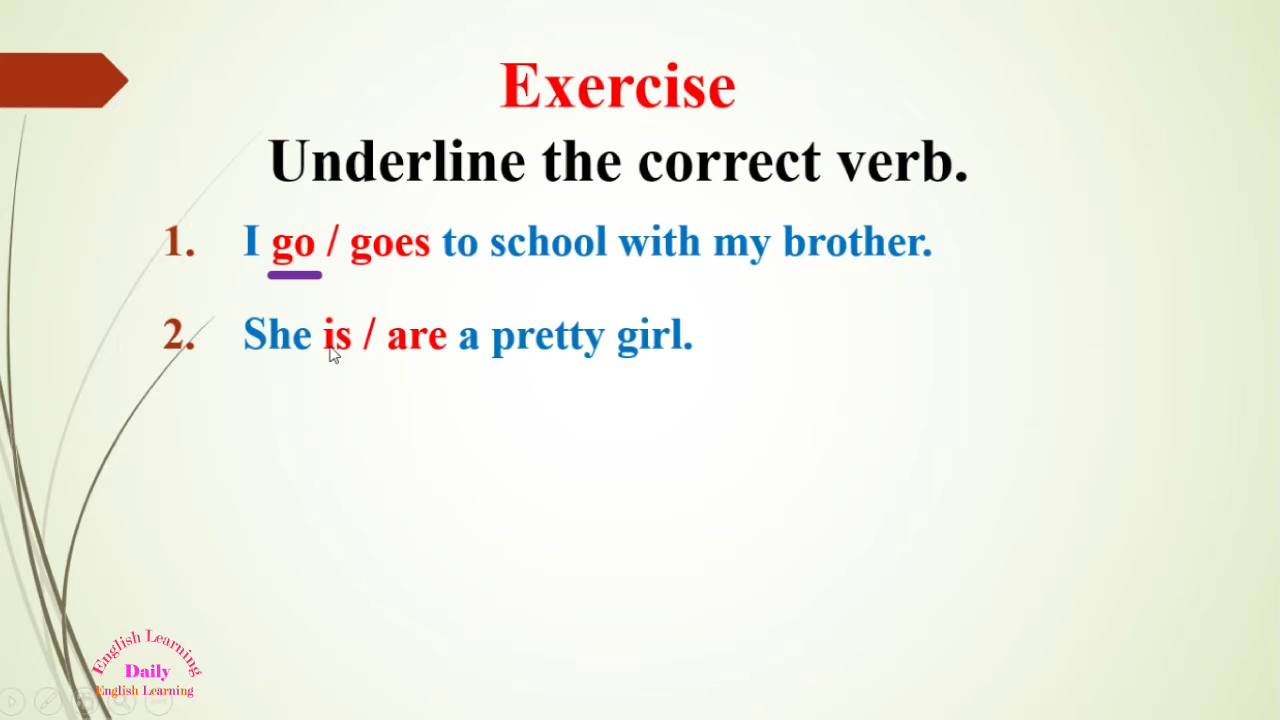 Exercise
Underline the correct verb.
1. I go / goes to school with my brother.
2. She is / are a pretty girl.
English Learning
Daily
English Learning